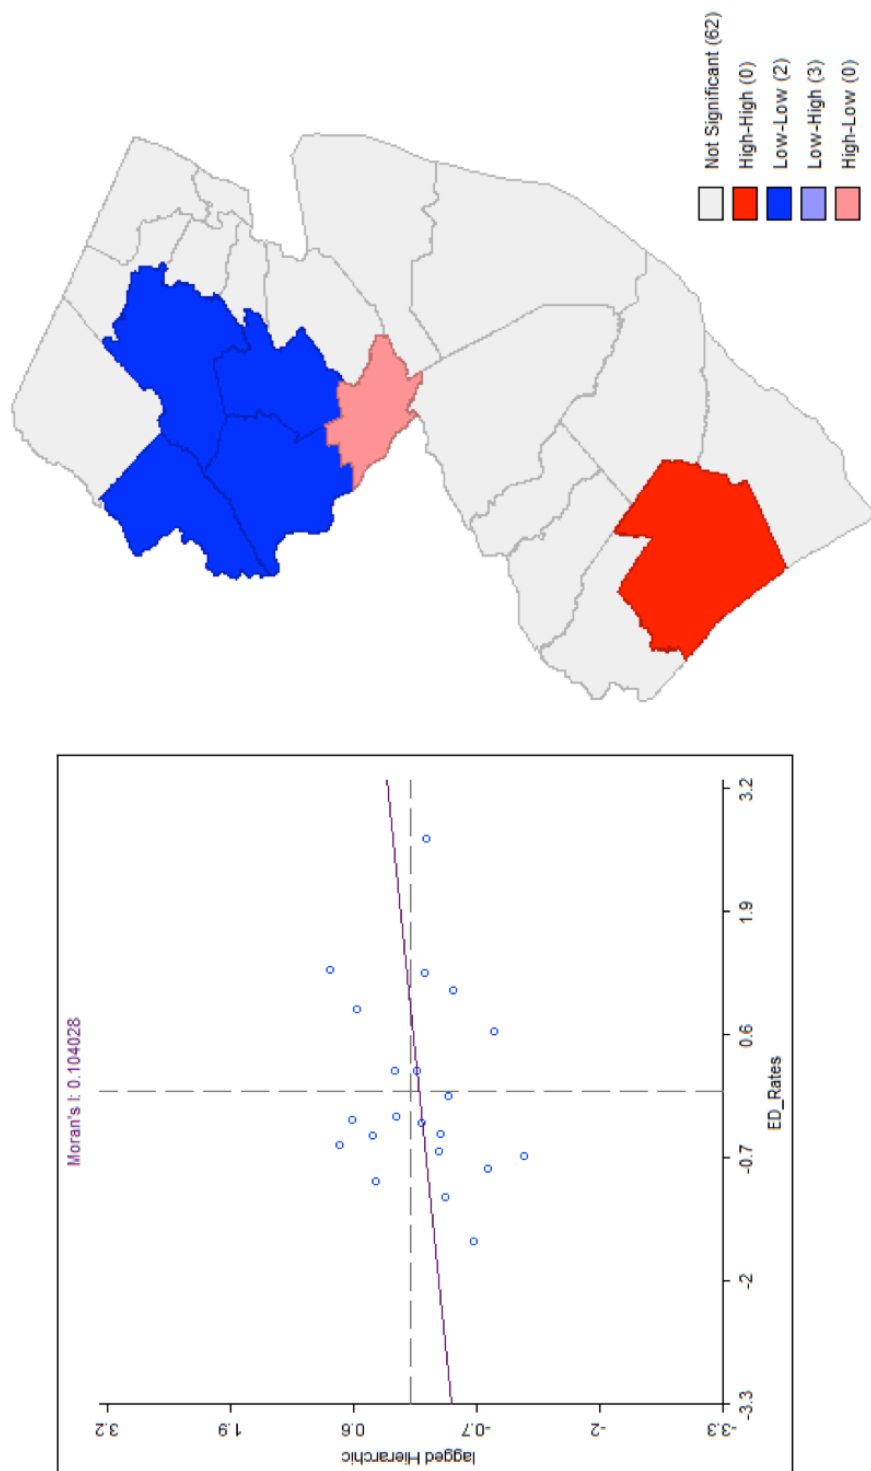 Moran's I: 0.104028
3.2
1.9
0.6
-0.7
-2
-3.3
lagged Hierarchic
-3.3
-2
-0.7
0.6
1.9
3.2
ED_Rates
Not Significant (62)
High-High (0)
Low-Low (2)
Low-High (3)
High-Low (0)